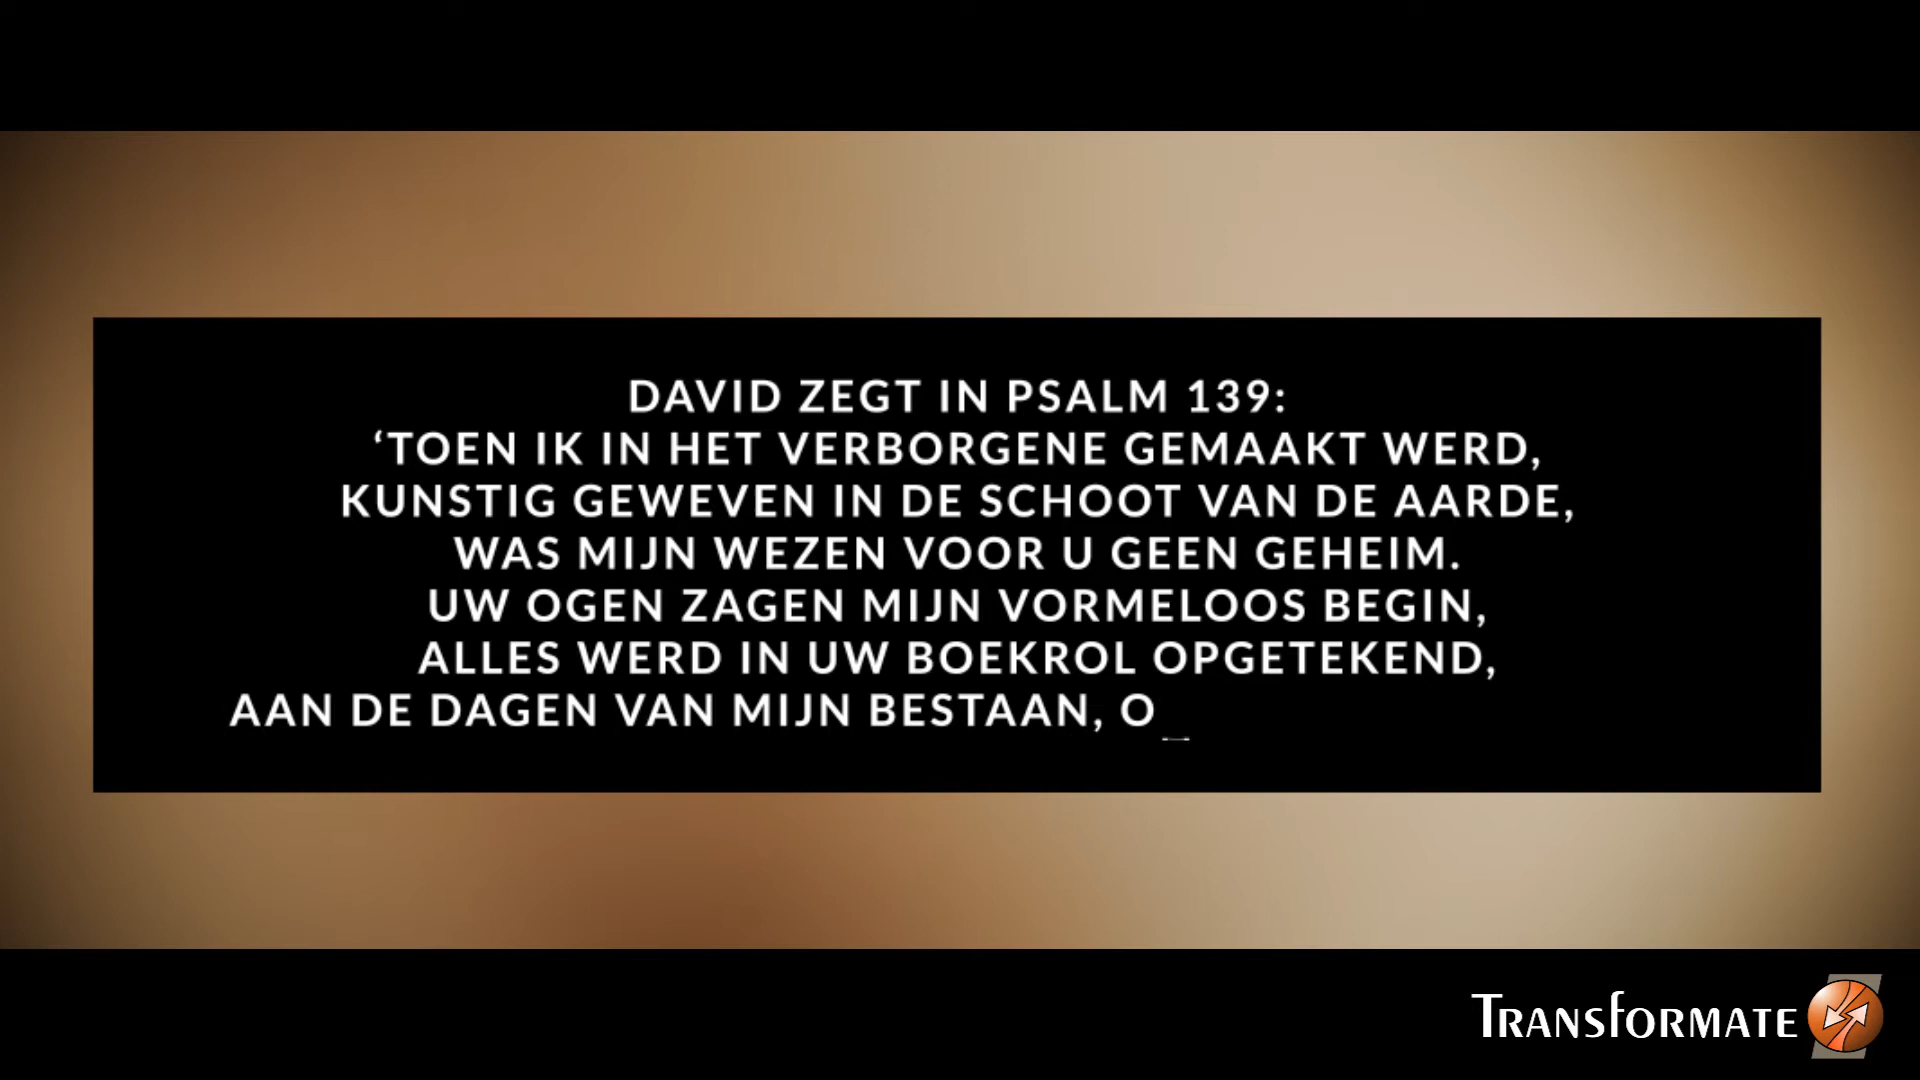 DAVID ZEGT IN PSALM 139:
‘TOEN IK IN HET VERBORGENE GEMAAKT WERD,
KUNSTIG GEWEVEN IN DE SCHOOT VAN DE AARDE,
WAS MIJN WEZEN VOOR U GEEN GEHEIM.
UW OGEN ZAGEN MIJN VORMELOOS BEGIN,
ALLES WERD IN UW BOEKROL OPGETEKEND,
AAN DE DAGEN VAN MIJN BESTAAN, O_
TRANSFORMATE